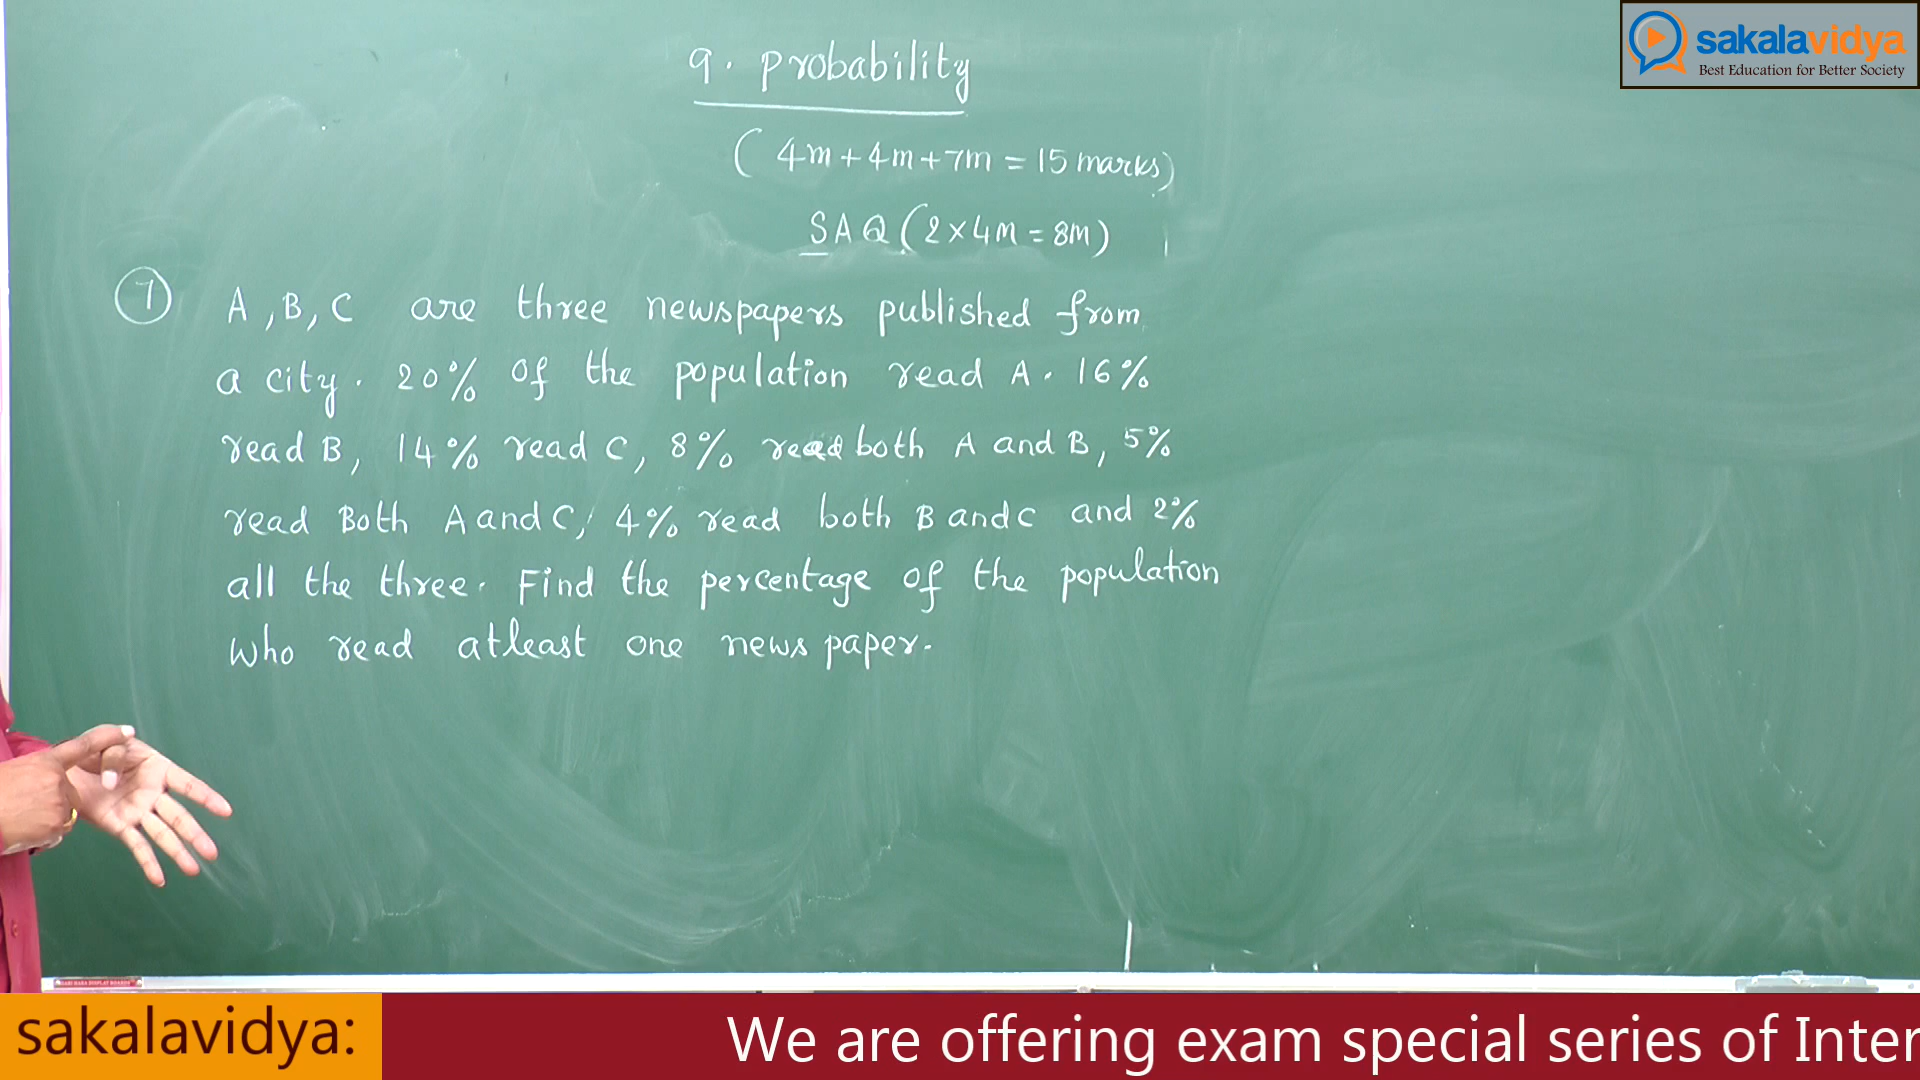 sakalavidya
Best Education for Better Society
9. probability
( 4m + 4m + 7m = 15 marks)
SAQ (2 × 4m = 8m)
7 A, B, C are three newspapers published from
a city. 20% of the population read A. 16%
read B, 14% read C, 8% read both A and B, 5%
read Both A and C, 4% read both B and C and 2%
all the three. Find the percentage of the population
who read atleast one news paper.
sakalavidya: We are offering exam special series of Inter